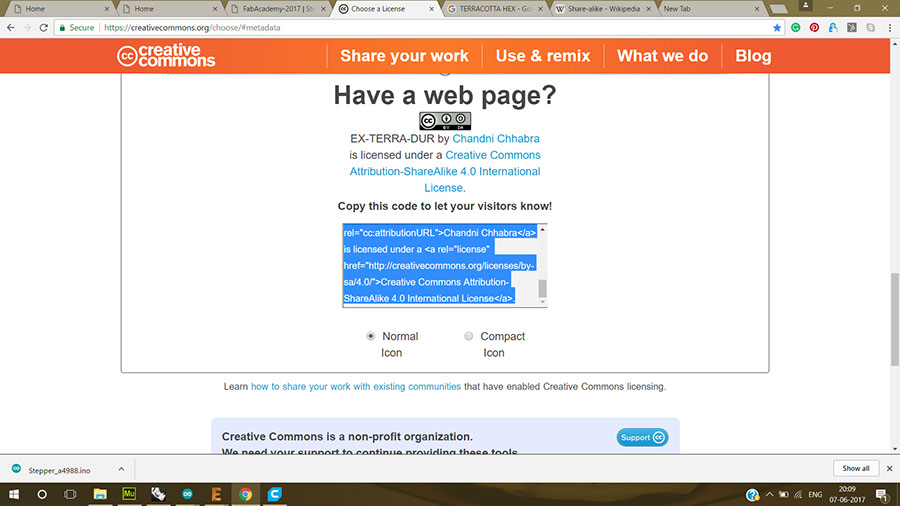 Home
Home
FabAcademy-2017 | St
Choose a License
TERRACOTTA HEX - Go
Share-alike - Wikipedia
New Tab
Secure
https://creativecommons.org/choose/#metadata
creative
commons
Share your work
Use & remix
What we do
Blog
Have a web page?
BY SA
EX-TERRA-DUR by Chandni Chhabra
is licensed under a Creative Commons
Attribution-ShareAlike 4.0 International
License.
Copy this code to let your visitors know!
rel="cc:attributionURL">Chandni Chhabra</a>
is licensed under a <a rel="license"
href="http://creativecommons.org/licenses/by-
sa/4.0/">Creative Commons Attribution-
ShareAlike 4.0 International License</a>.
Normal
Icon
Compact
Icon
Learn how to share your work with existing communities that have enabled Creative Commons licensing.
Creative Commons is a non-profit organization.
We need your support to continue providing these tools.
Support
Stepper_a4988.ino
Show all
Mu
ENG
20:09
07-06-2017